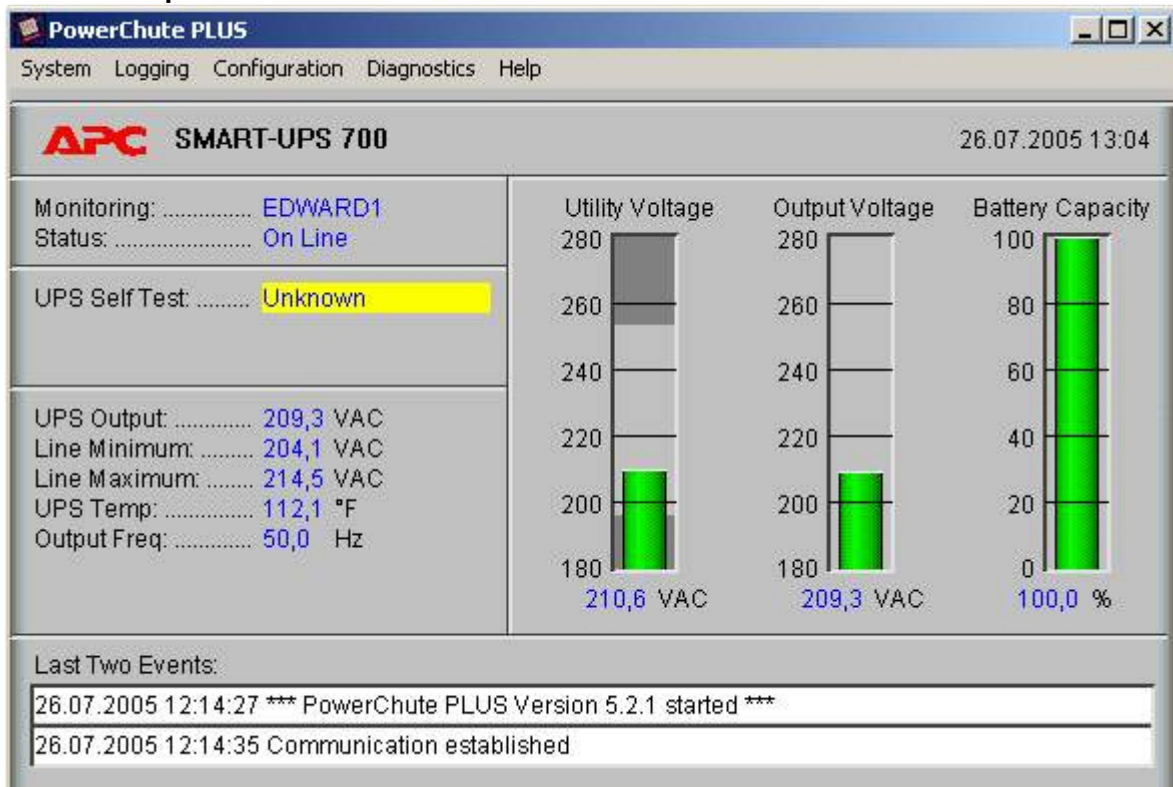 PowerChute PLUS
System Logging Configuration Diagnostics Help
APC SMART-UPS 700 26.07.2005 13:04
Monitoring: .............. EDWARD1
Status: ...................... On Line
UPS Self Test: ......... Unknown
UPS Output: ............. 209,3 VAC
Line Minimum: ......... 204,1 VAC
Line Maximum: ........ 214,5 VAC
UPS Temp: ............... 112,1 °F
Output Freq: ............. 50,0 Hz
Utility Voltage
280
260
240
220
200
180
210,6 VAC
Output Voltage
280
260
240
220
200
180
209,3 VAC
Battery Capacity
100
80
60
40
20
0
100,0 %
Last Two Events:
26.07.2005 12:14:27 *** PowerChute PLUS Version 5.2.1 started ***
26.07.2005 12:14:35 Communication established